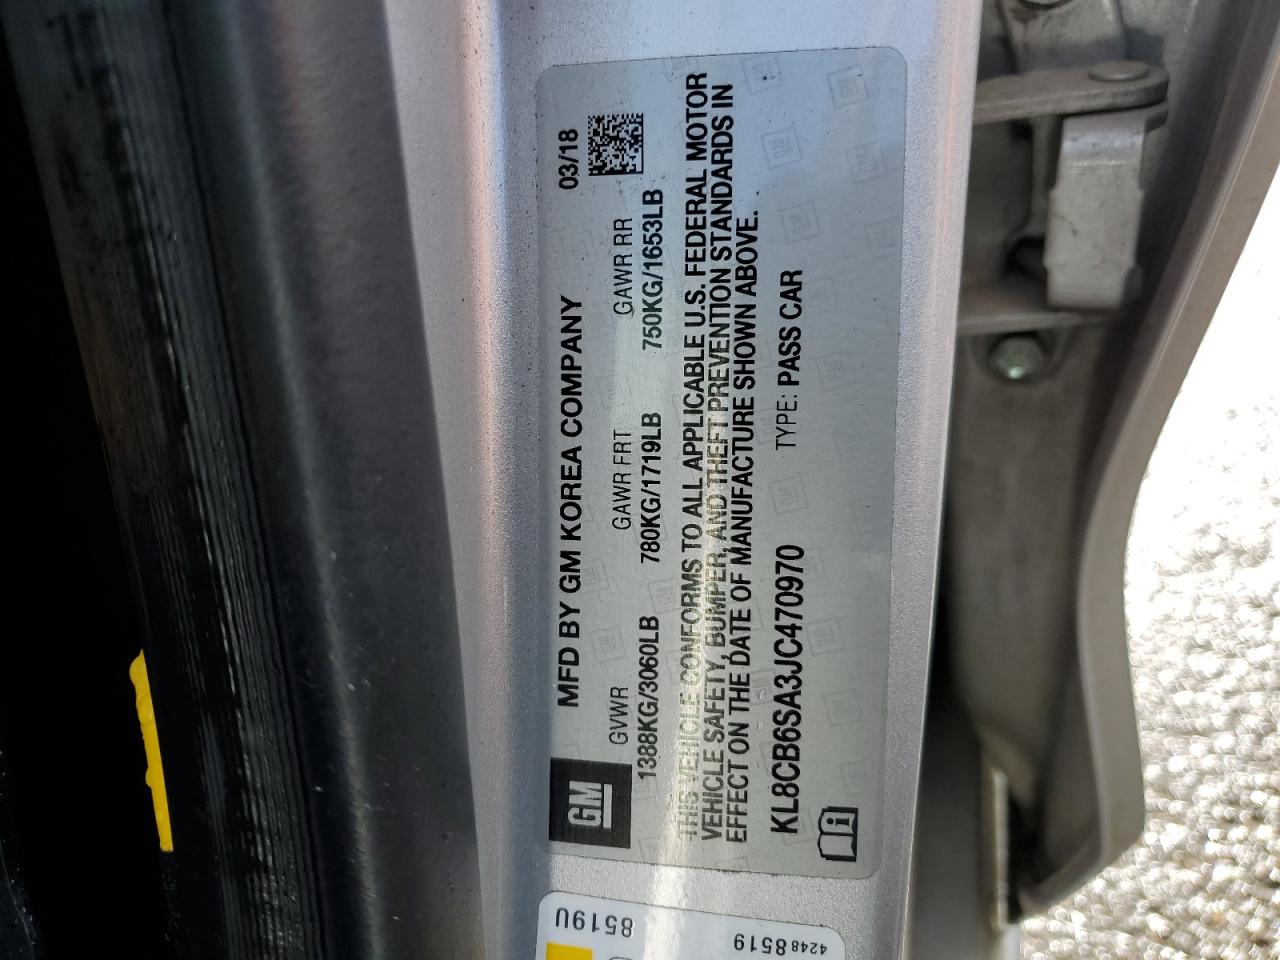 GM
MFD BY GM KOREA COMPANY 03/18
GVWR GAWR FRT GAWR RR
1388KG/3060LB 780KG/1719LB 750KG/1653LB
THIS VEHICLE CONFORMS TO ALL APPLICABLE U.S. FEDERAL MOTOR
VEHICLE SAFETY, BUMPER, AND THEFT PREVENTION STANDARDS IN
EFFECT ON THE DATE OF MANUFACTURE SHOWN ABOVE.
KL8CB6SA3JC470970 TYPE: PASS CAR
8519U
42488519